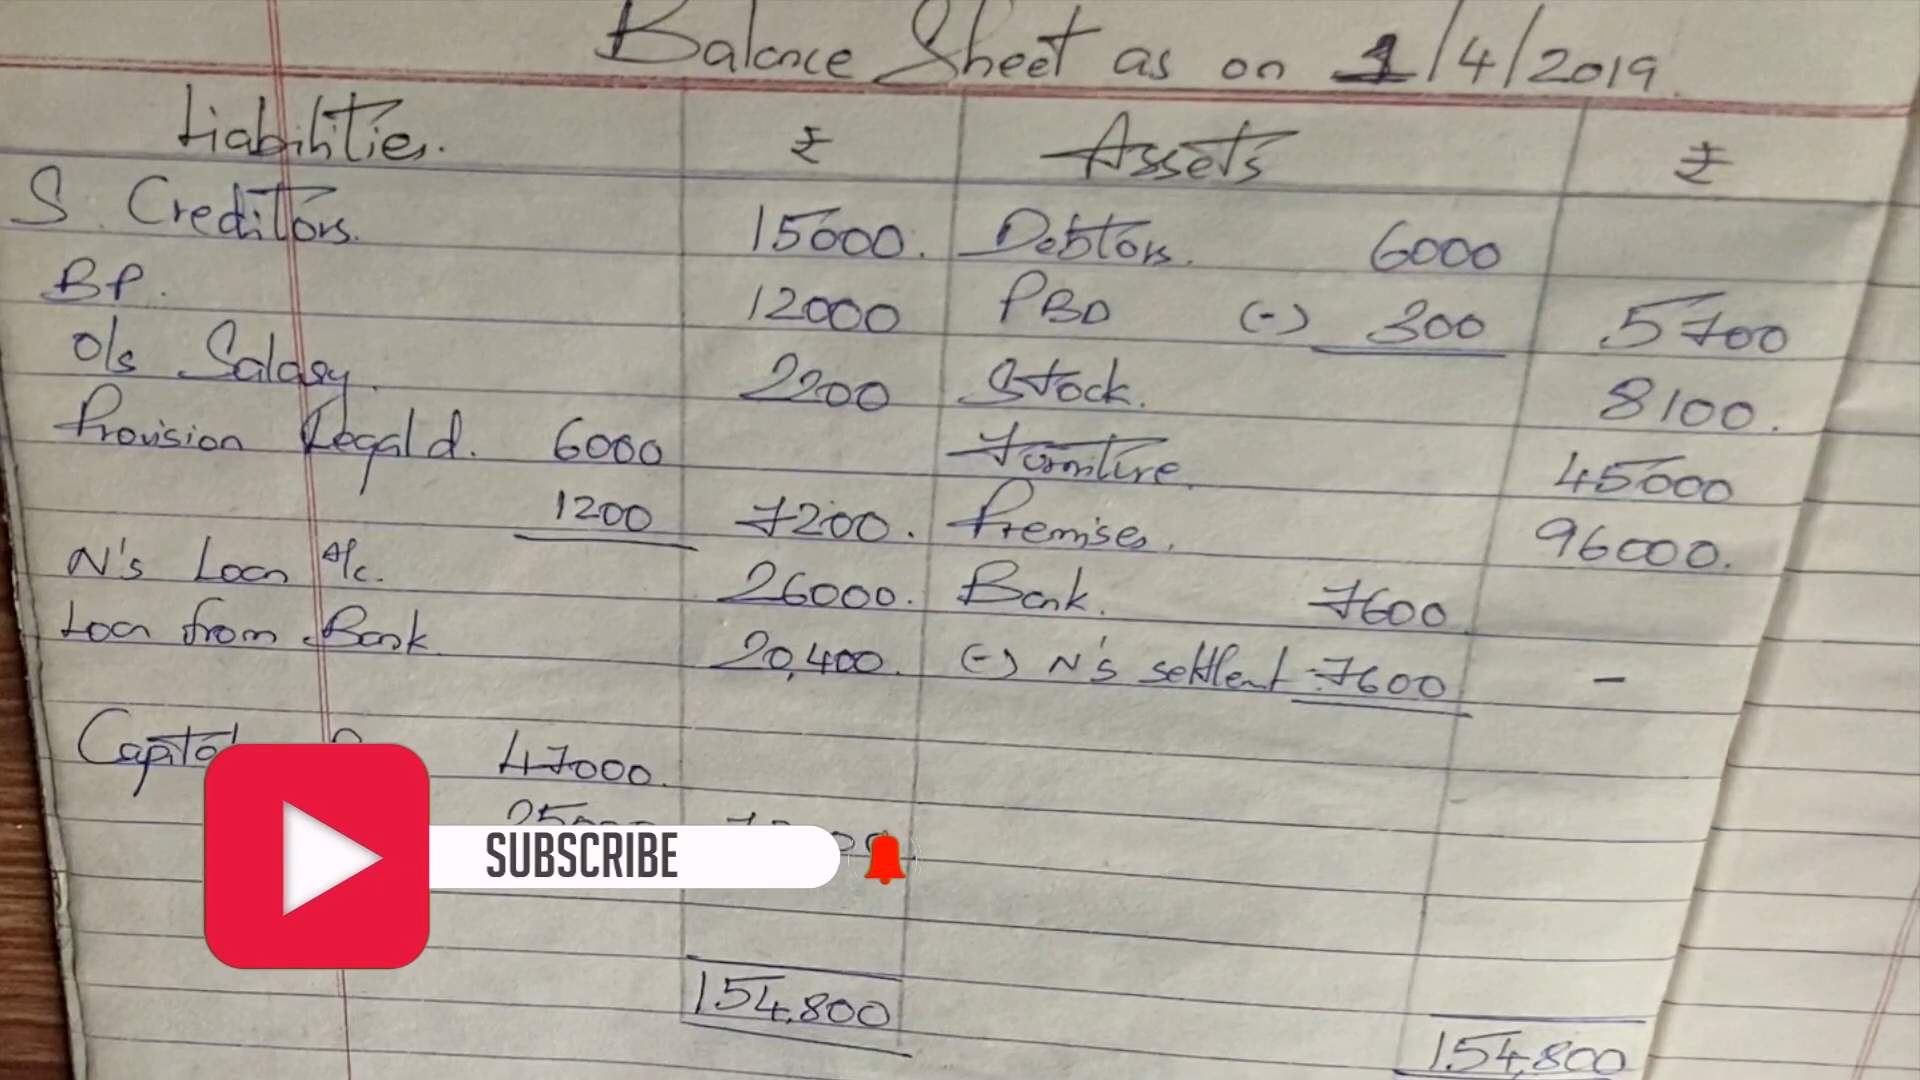 Balance Sheet as on 1/4/2019
Liabilities. ₹ Assets ₹
S. Creditors. 15000. Debtors. 6000
BP. 12000 PBD (-) 300 5700
O/s Salary. 2200 Stock. 8100.
Provision Legal d. 6000 Furniture. 45000
1200 7200. Premises. 96000.
N's Loan A/c. 26000. Bank. 7600
Loan from Bank 20,400. (-) N's settlent 7600 -
Capital 47000.
SUBSCRIBE
154,800 154,800